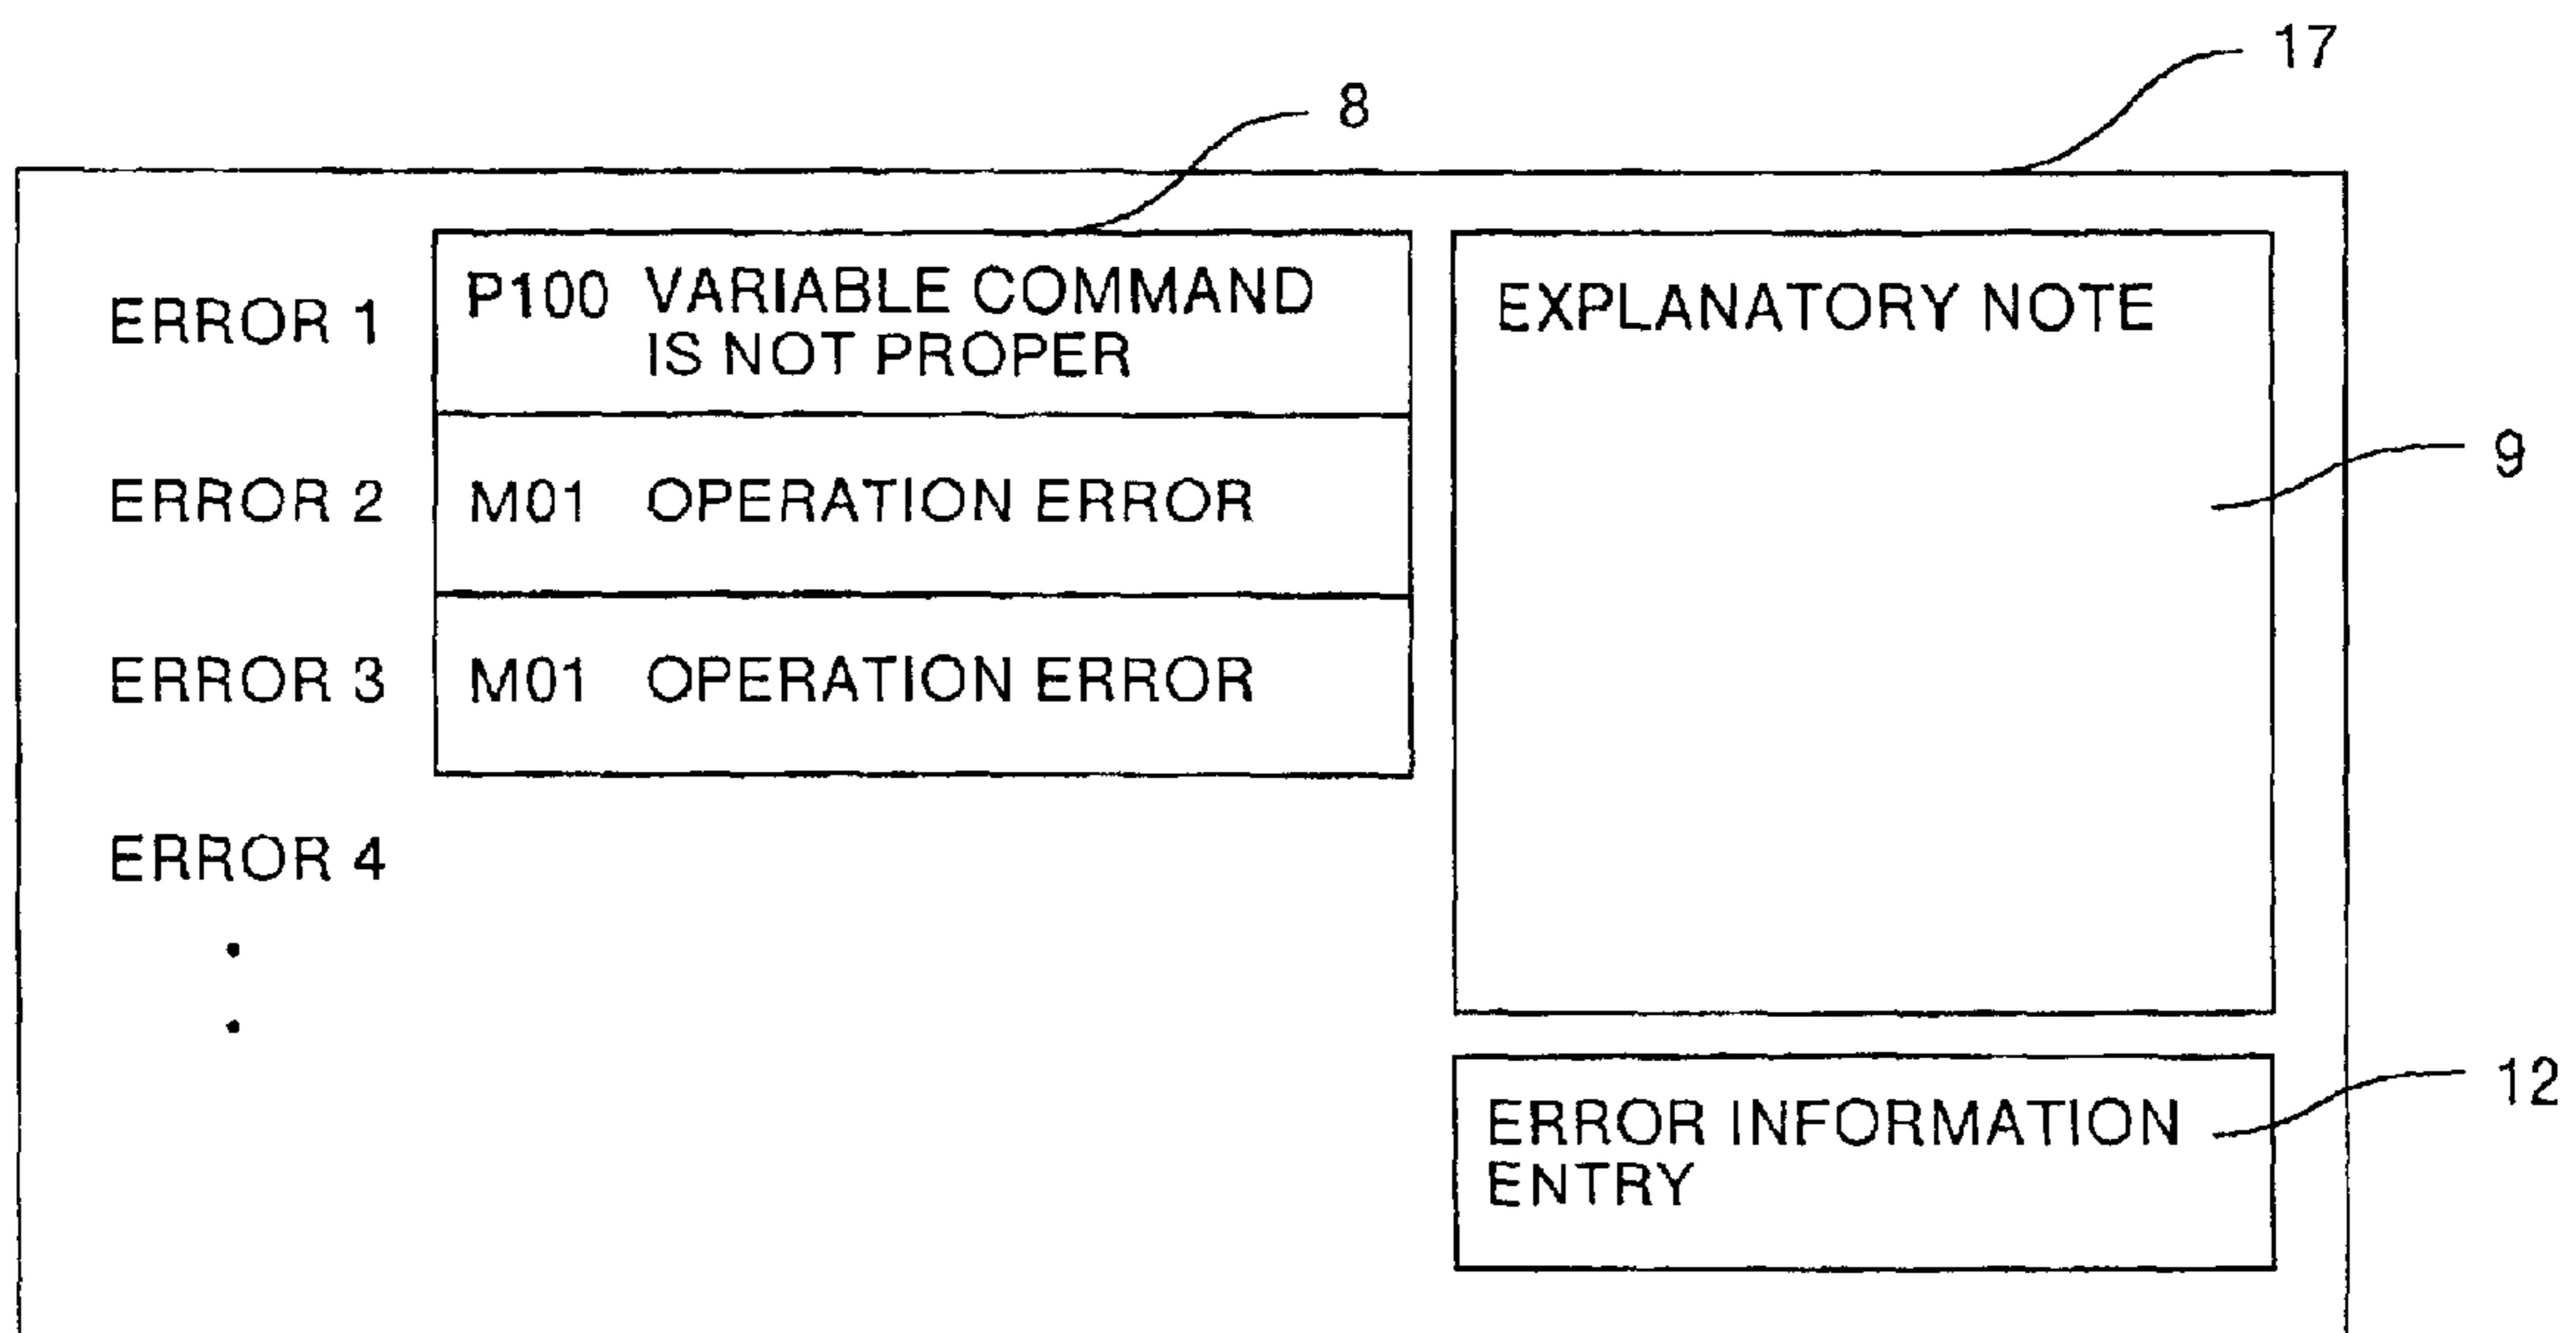 17
8
ERROR 1
P100 VARIABLE COMMAND
IS NOT PROPER
EXPLANATORY NOTE
9
ERROR 2
M01 OPERATION ERROR
ERROR 3
M01 OPERATION ERROR
ERROR 4
12
ERROR INFORMATION
ENTRY